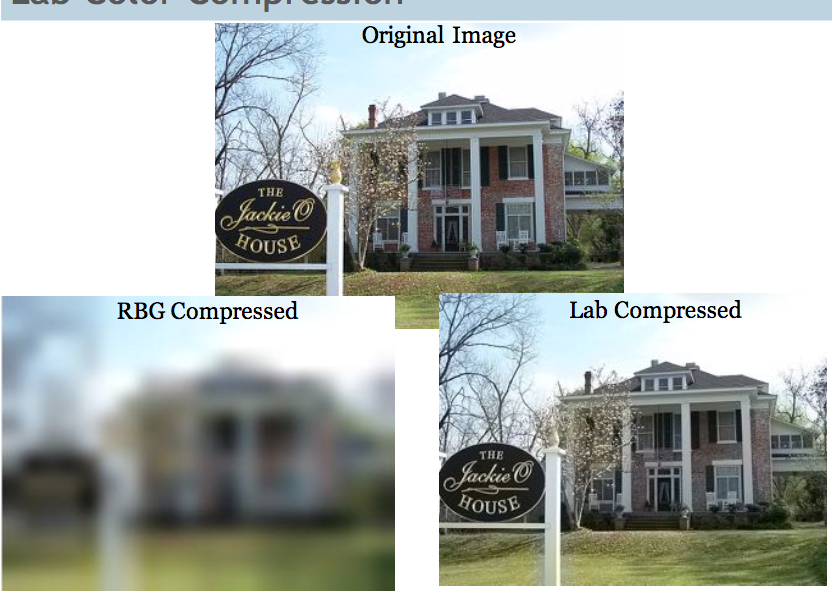 Lab Color Compression
Original Image
THE
Jackie O
HOUSE
RBG Compressed
Lab Compressed
THE
Jackie O
HOUSE